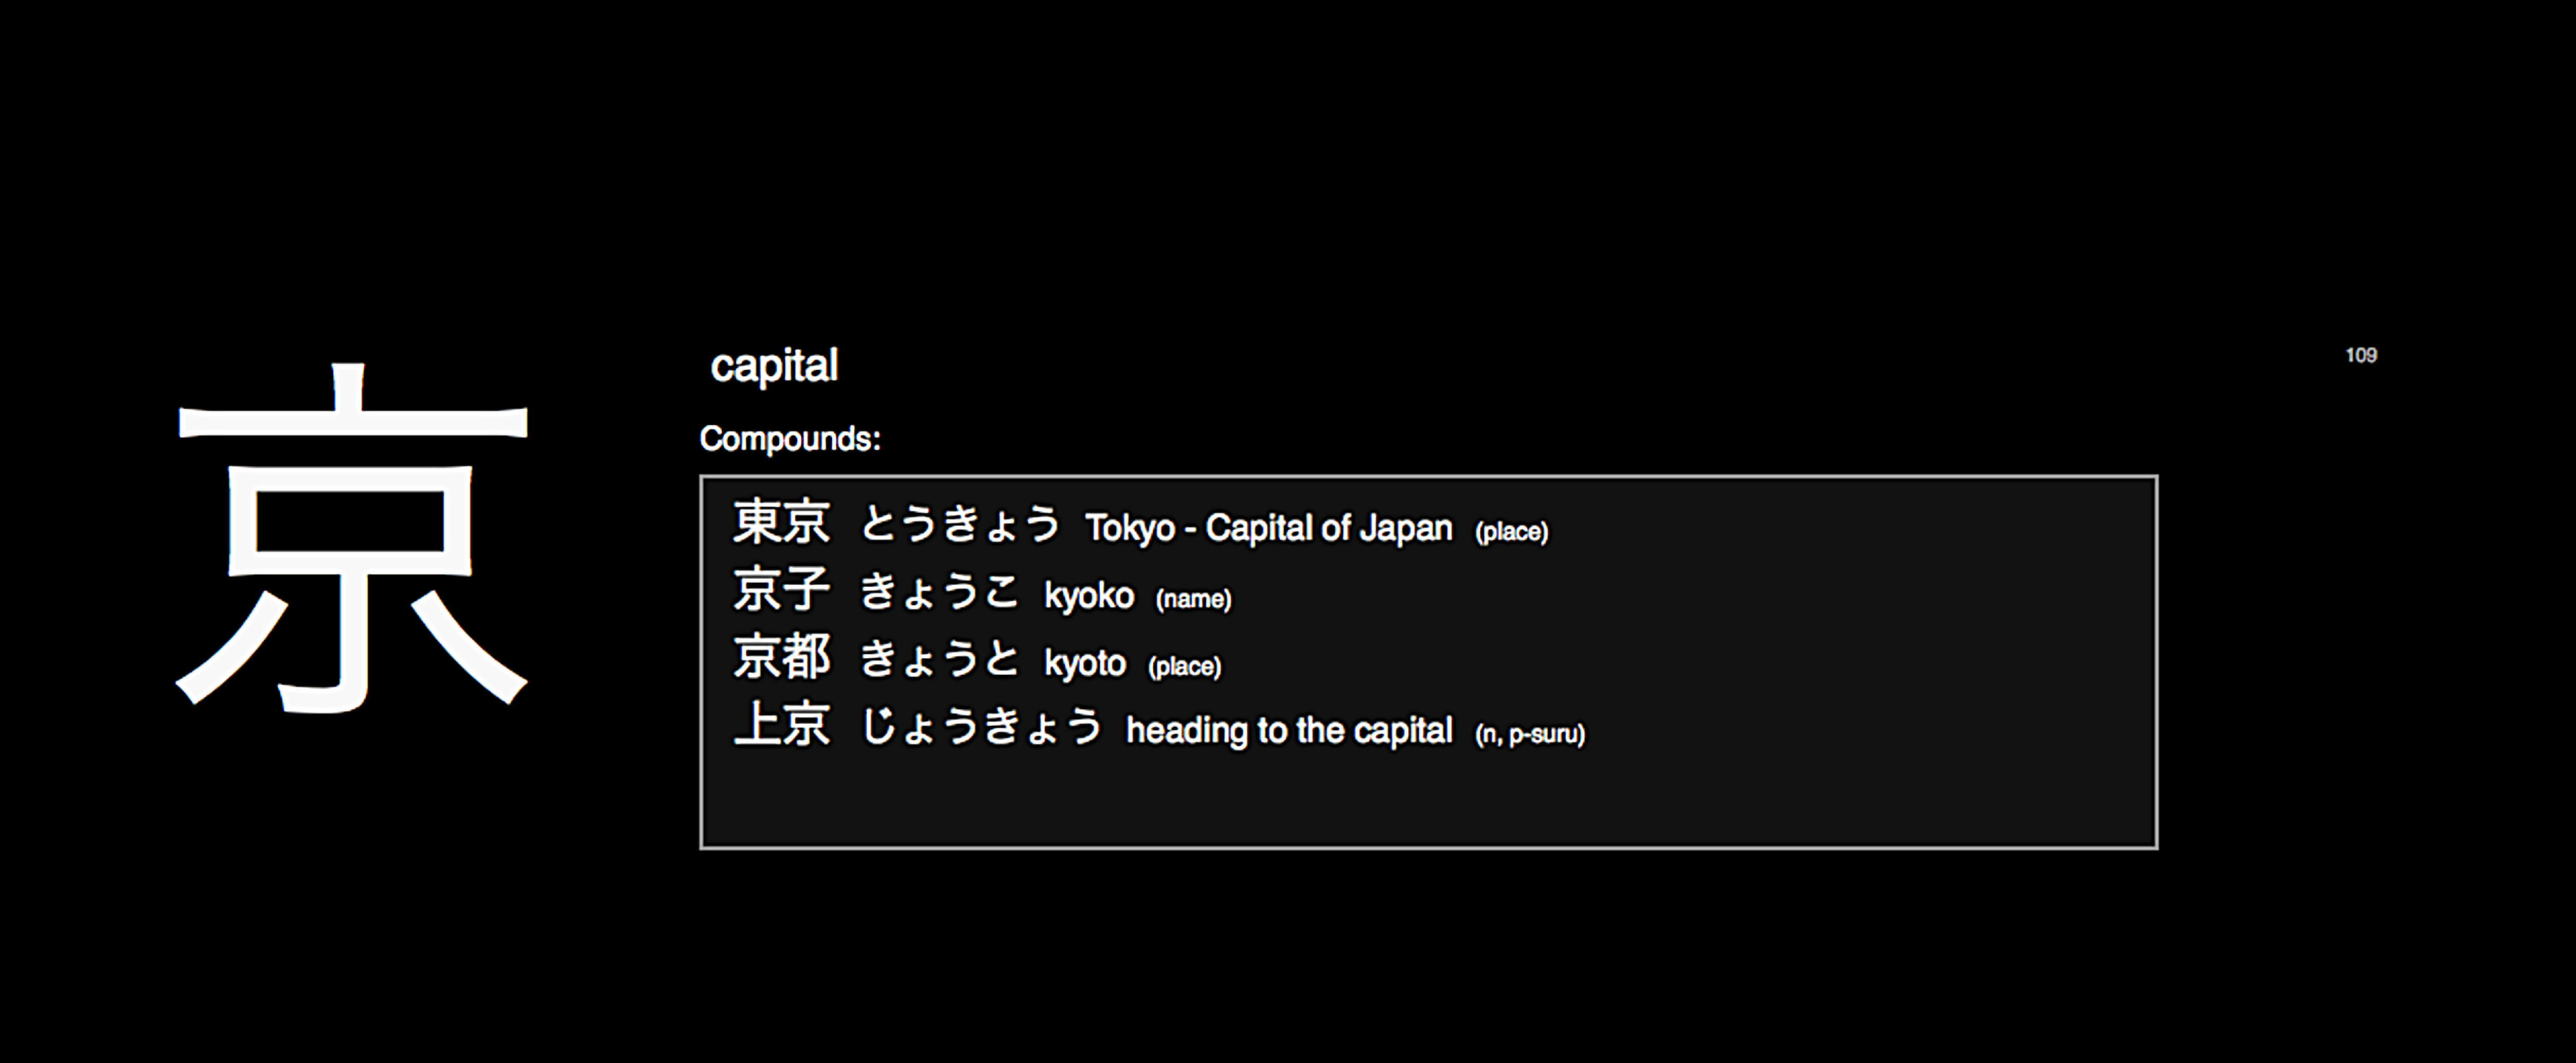 京
capital
109
Compounds:
東京 とうきょう Tokyo - Capital of Japan (place)
京子 きょうこ kyoko (name)
京都 きょうと kyoto (place)
上京 じょうきょう heading to the capital (n, p-suru)